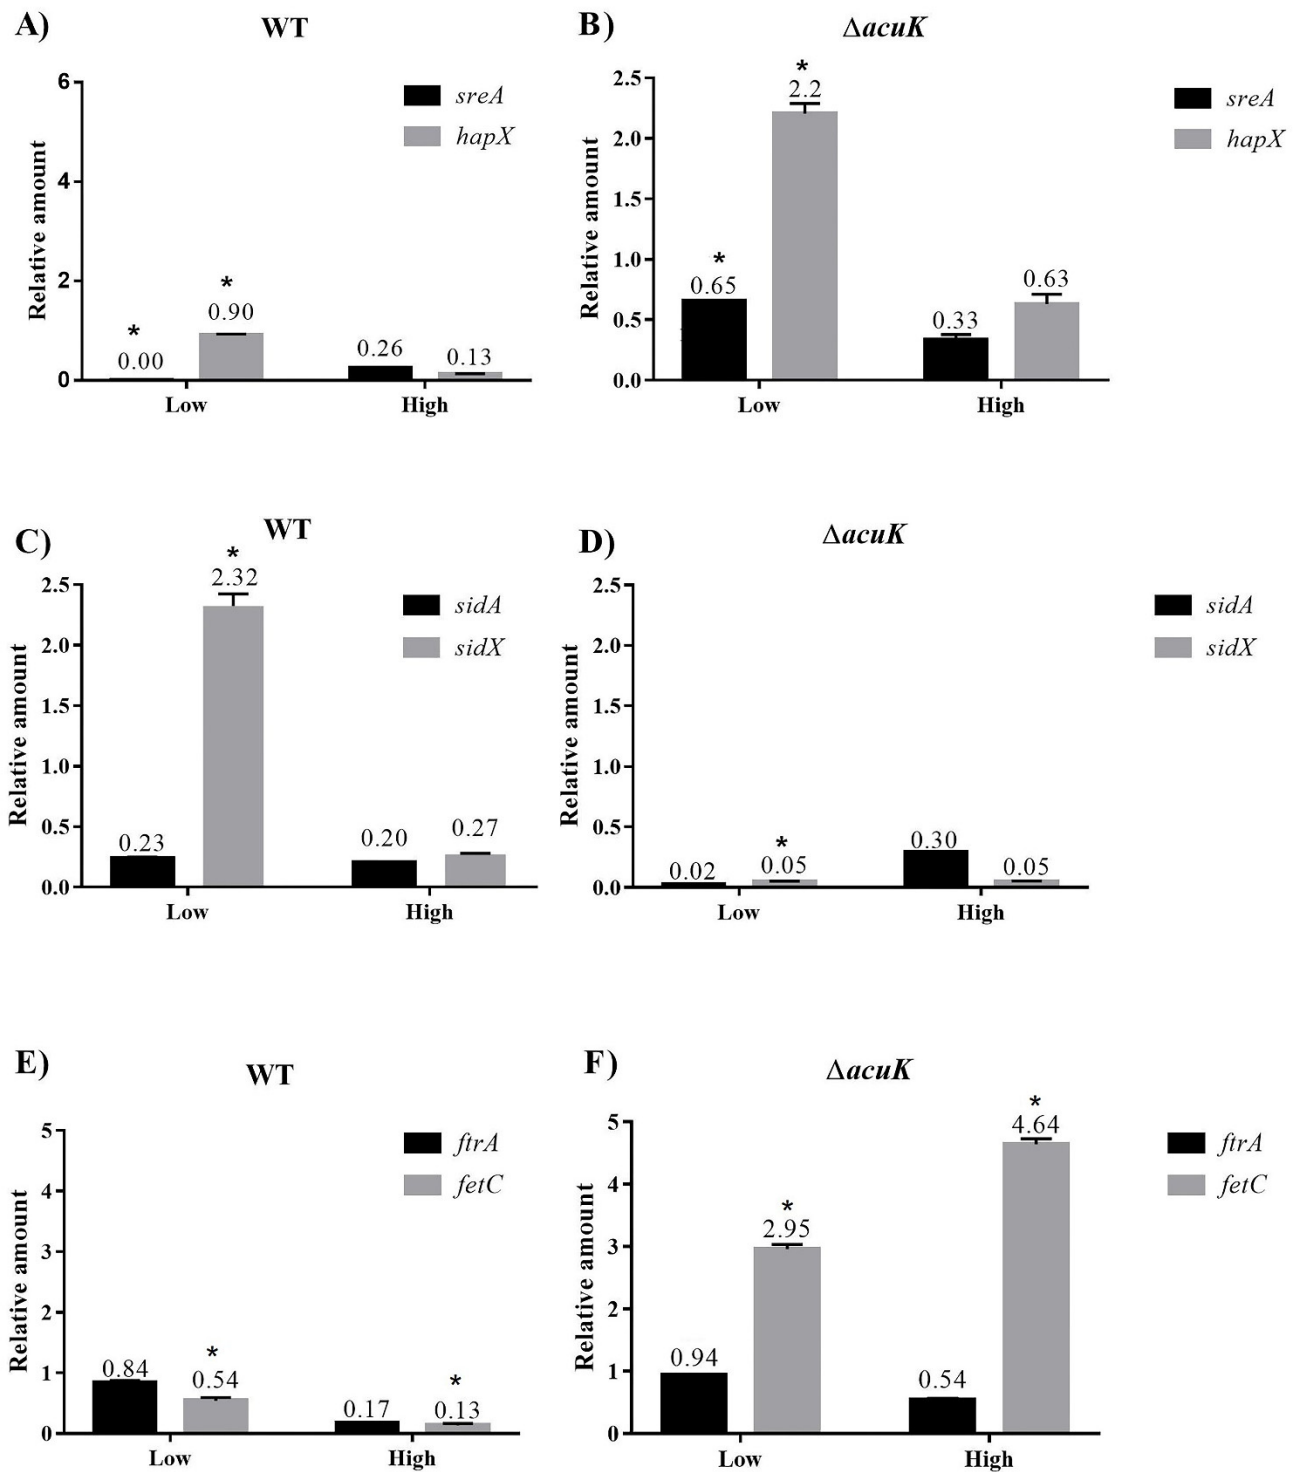 A)
WT
Relative amount
6
4
2
0
sreA
hapX
*
0.00
*
0.90
0.26
0.13
Low
High
B)
ΔacuK
Relative amount
2.5
2.0
1.5
1.0
0.5
0.0
sreA
hapX
*
0.65
*
2.2
0.33
0.63
Low
High
C)
WT
Relative amount
2.5
2.0
1.5
1.0
0.5
0.0
sidA
sidX
0.23
*
2.32
0.20
0.27
Low
High
D)
ΔacuK
Relative amount
2.5
2.0
1.5
1.0
0.5
0.0
sidA
sidX
0.02
*
0.05
0.30
0.05
Low
High
E)
WT
Relative amount
5
4
3
2
1
0
ftrA
fetC
0.84
*
0.54
0.17
*
0.13
Low
High
F)
ΔacuK
Relative amount
5
4
3
2
1
0
ftrA
fetC
0.94
*
2.95
0.54
*
4.64
Low
High